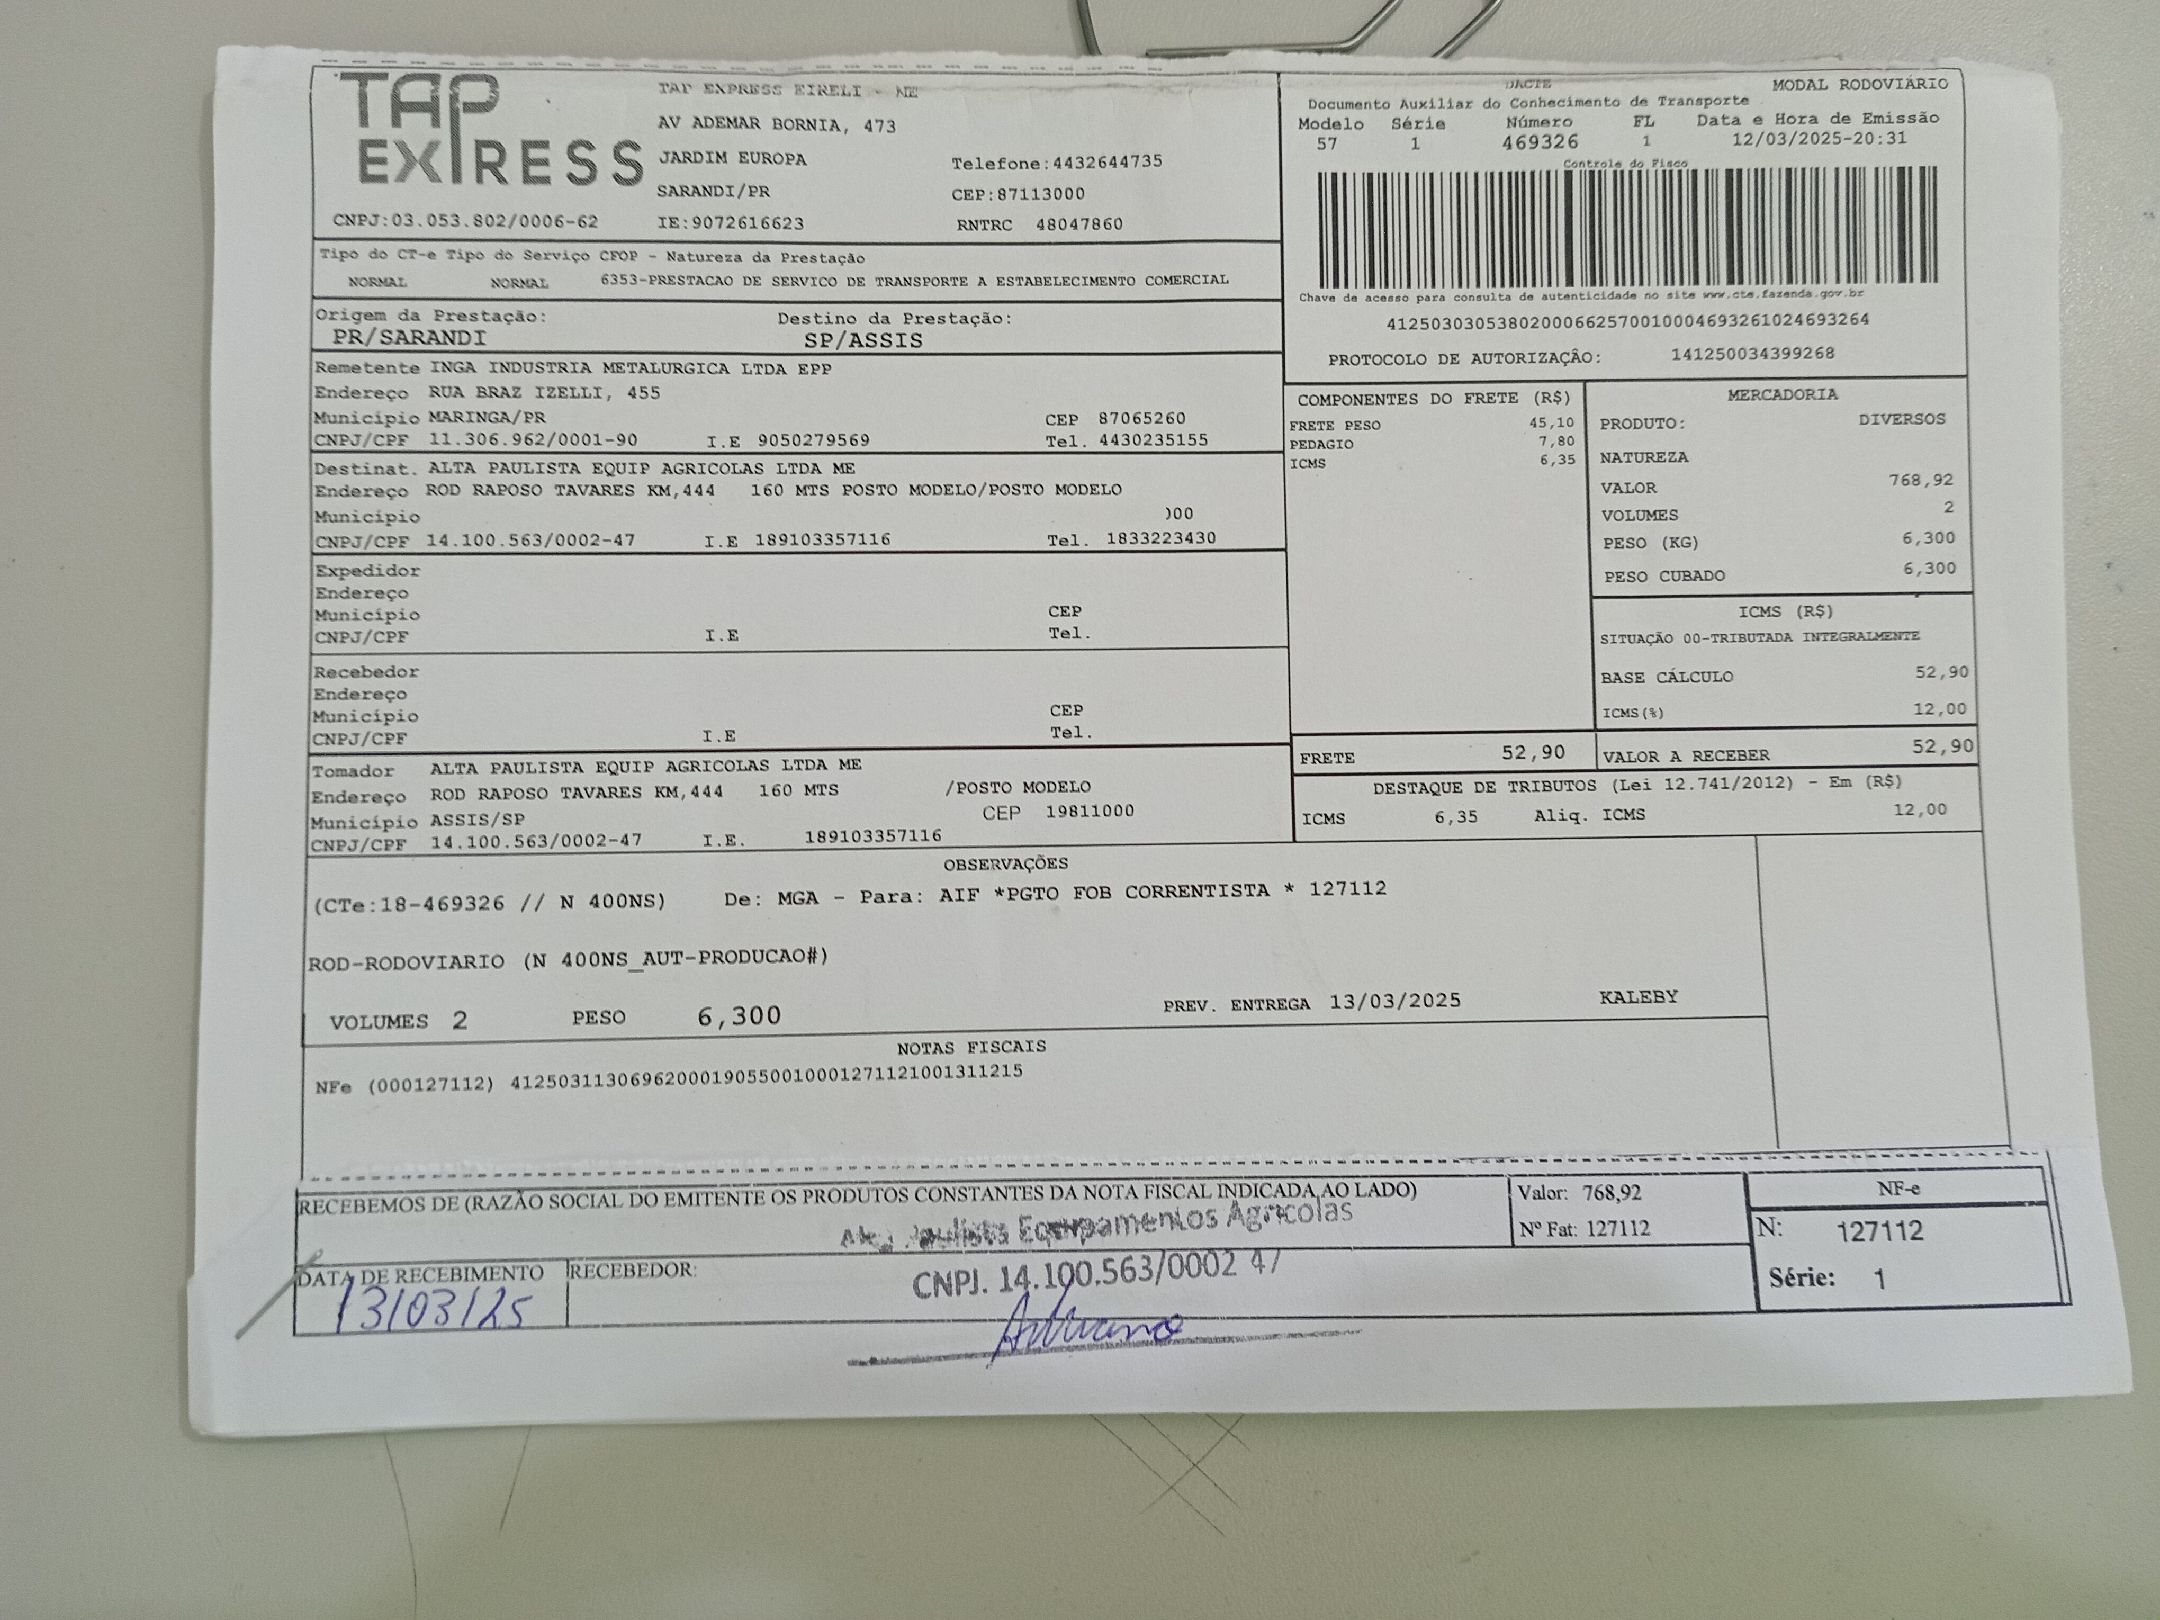 TAP EXPRESS
TAP EXPRESS EIRELI - ME
AV ADEMAR BORNIA, 473
JARDIM EUROPA Telefone:4432644735
SARANDI/PR CEP:87113000
CNPJ:03.053.802/0006-62 IE:9072616623 RNTRC 48047860
DACTE MODAL RODOVIÁRIO
Documento Auxiliar do Conhecimento de Transporte
Modelo Série Número FL Data e Hora de Emissão
57 1 469326 1 12/03/2025-20:31
Controle do Fisco
Chave de acesso para consulta de autenticidade no site www.cte.fazenda.gov.br
41250303053802000662570010004693261024693264
PROTOCOLO DE AUTORIZAÇÃO: 141250034399268
Tipo do CT-e Tipo do Serviço CFOP - Natureza da Prestação
NORMAL NORMAL 6353-PRESTACAO DE SERVICO DE TRANSPORTE A ESTABELECIMENTO COMERCIAL
Origem da Prestação: Destino da Prestação:
PR/SARANDI SP/ASSIS
Remetente INGA INDUSTRIA METALURGICA LTDA EPP
Endereço RUA BRAZ IZELLI, 455
Município MARINGA/PR CEP 87065260
CNPJ/CPF 11.306.962/0001-90 I.E 9050279569 Tel. 4430235155
Destinat. ALTA PAULISTA EQUIP AGRICOLAS LTDA ME
Endereço ROD RAPOSO TAVARES KM,444 160 MTS POSTO MODELO/POSTO MODELO
Município 00
CNPJ/CPF 14.100.563/0002-47 I.E 189103357116 Tel. 1833223430
Expedidor
Endereço
Município CEP
CNPJ/CPF I.E Tel.
Recebedor
Endereço
Município CEP
CNPJ/CPF I.E Tel.
Tomador ALTA PAULISTA EQUIP AGRICOLAS LTDA ME
Endereço ROD RAPOSO TAVARES KM,444 160 MTS /POSTO MODELO
Município ASSIS/SP CEP 19811000
CNPJ/CPF 14.100.563/0002-47 I.E. 189103357116
COMPONENTES DO FRETE (R$)
FRETE PESO 45,10
PEDAGIO 7,80
ICMS 6,35
MERCADORIA
PRODUTO: DIVERSOS
NATUREZA
VALOR 768,92
VOLUMES 2
PESO (KG) 6,300
PESO CUBADO 6,300
ICMS (R$)
SITUAÇÃO 00-TRIBUTADA INTEGRALMENTE
BASE CÁLCULO 52,90
ICMS(%) 12,00
FRETE 52,90 VALOR A RECEBER 52,90
DESTAQUE DE TRIBUTOS (Lei 12.741/2012) - Em (R$)
ICMS 6,35 Aliq. ICMS 12,00
OBSERVAÇÕES
(CTe:18-469326 // N 400NS) De: MGA - Para: AIF *PGTO FOB CORRENTISTA * 127112
ROD-RODOVIARIO (N 400NS_AUT-PRODUCAO#)
VOLUMES 2 PESO 6,300 PREV. ENTREGA 13/03/2025 KALEBY
NOTAS FISCAIS
NFe (000127112) 41250311306962000190550010001271121001311215
RECEBEMOS DE (RAZÃO SOCIAL DO EMITENTE OS PRODUTOS CONSTANTES DA NOTA FISCAL INDICADA AO LADO)
Valor: 768,92
Nº Fat: 127112
NF-e
N: 127112
Série: 1
Paulista Equipamentos Agrícolas
CNPJ. 14.100.563/0002 47
DATA DE RECEBIMENTO RECEBEDOR:
13/03/25